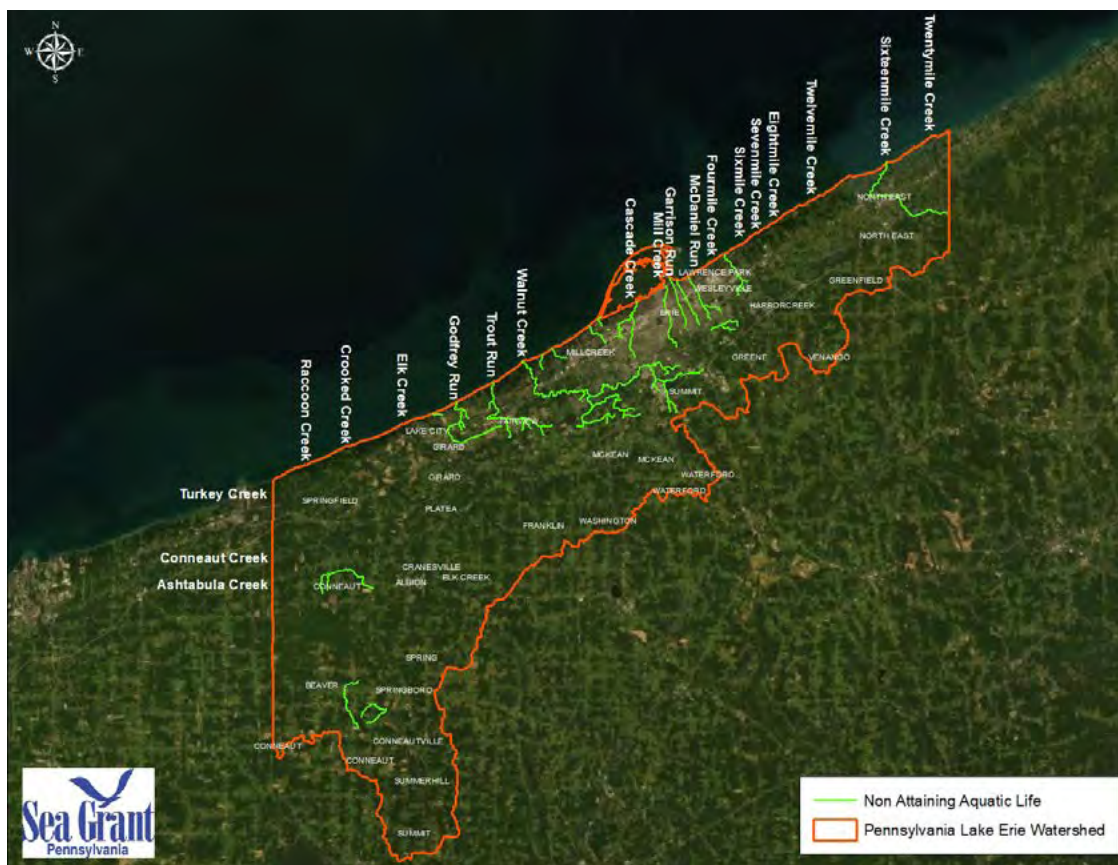 N
W E
S
Twentymile Creek
Sixteenmile Creek
Twelvemile Creek
Eightmile Creek
Sevenmile Creek
Sixmile Creek
Fourmile Creek
McDaniel Run
Garrison Run
Mill Creek
Cascade Creek
Walnut Creek
Trout Run
Godfrey Run
Elk Creek
Crooked Creek
Raccoon Creek
Turkey Creek
Conneaut Creek
Ashtabula Creek
NORTH EAST
NORTH EAST
LAWRENCE PARK
WESLEYVILLE
GREENFIELD
HARBORCREEK
ERIE
MILLCREEK
GREENE
VENANGO
SUMMIT
FAIRVIEW
LAKE CITY
GIRARD
MCKEAN
MCKEAN
GIRARD
WATERFORD
WATERFORD
SPRINGFIELD
PLATEA
FRANKLIN
WASHINGTON
CRANESVILLE
CONNEAUT
ALBION
ELK CREEK
SPRING
BEAVER
SPRINGBORO
CONNEAUT
CONNEAUTVILLE
CONNEAUT
SUMMERHILL
SUMMIT
Sea Grant
Pennsylvania
Non Attaining Aquatic Life
Pennsylvania Lake Erie Watershed